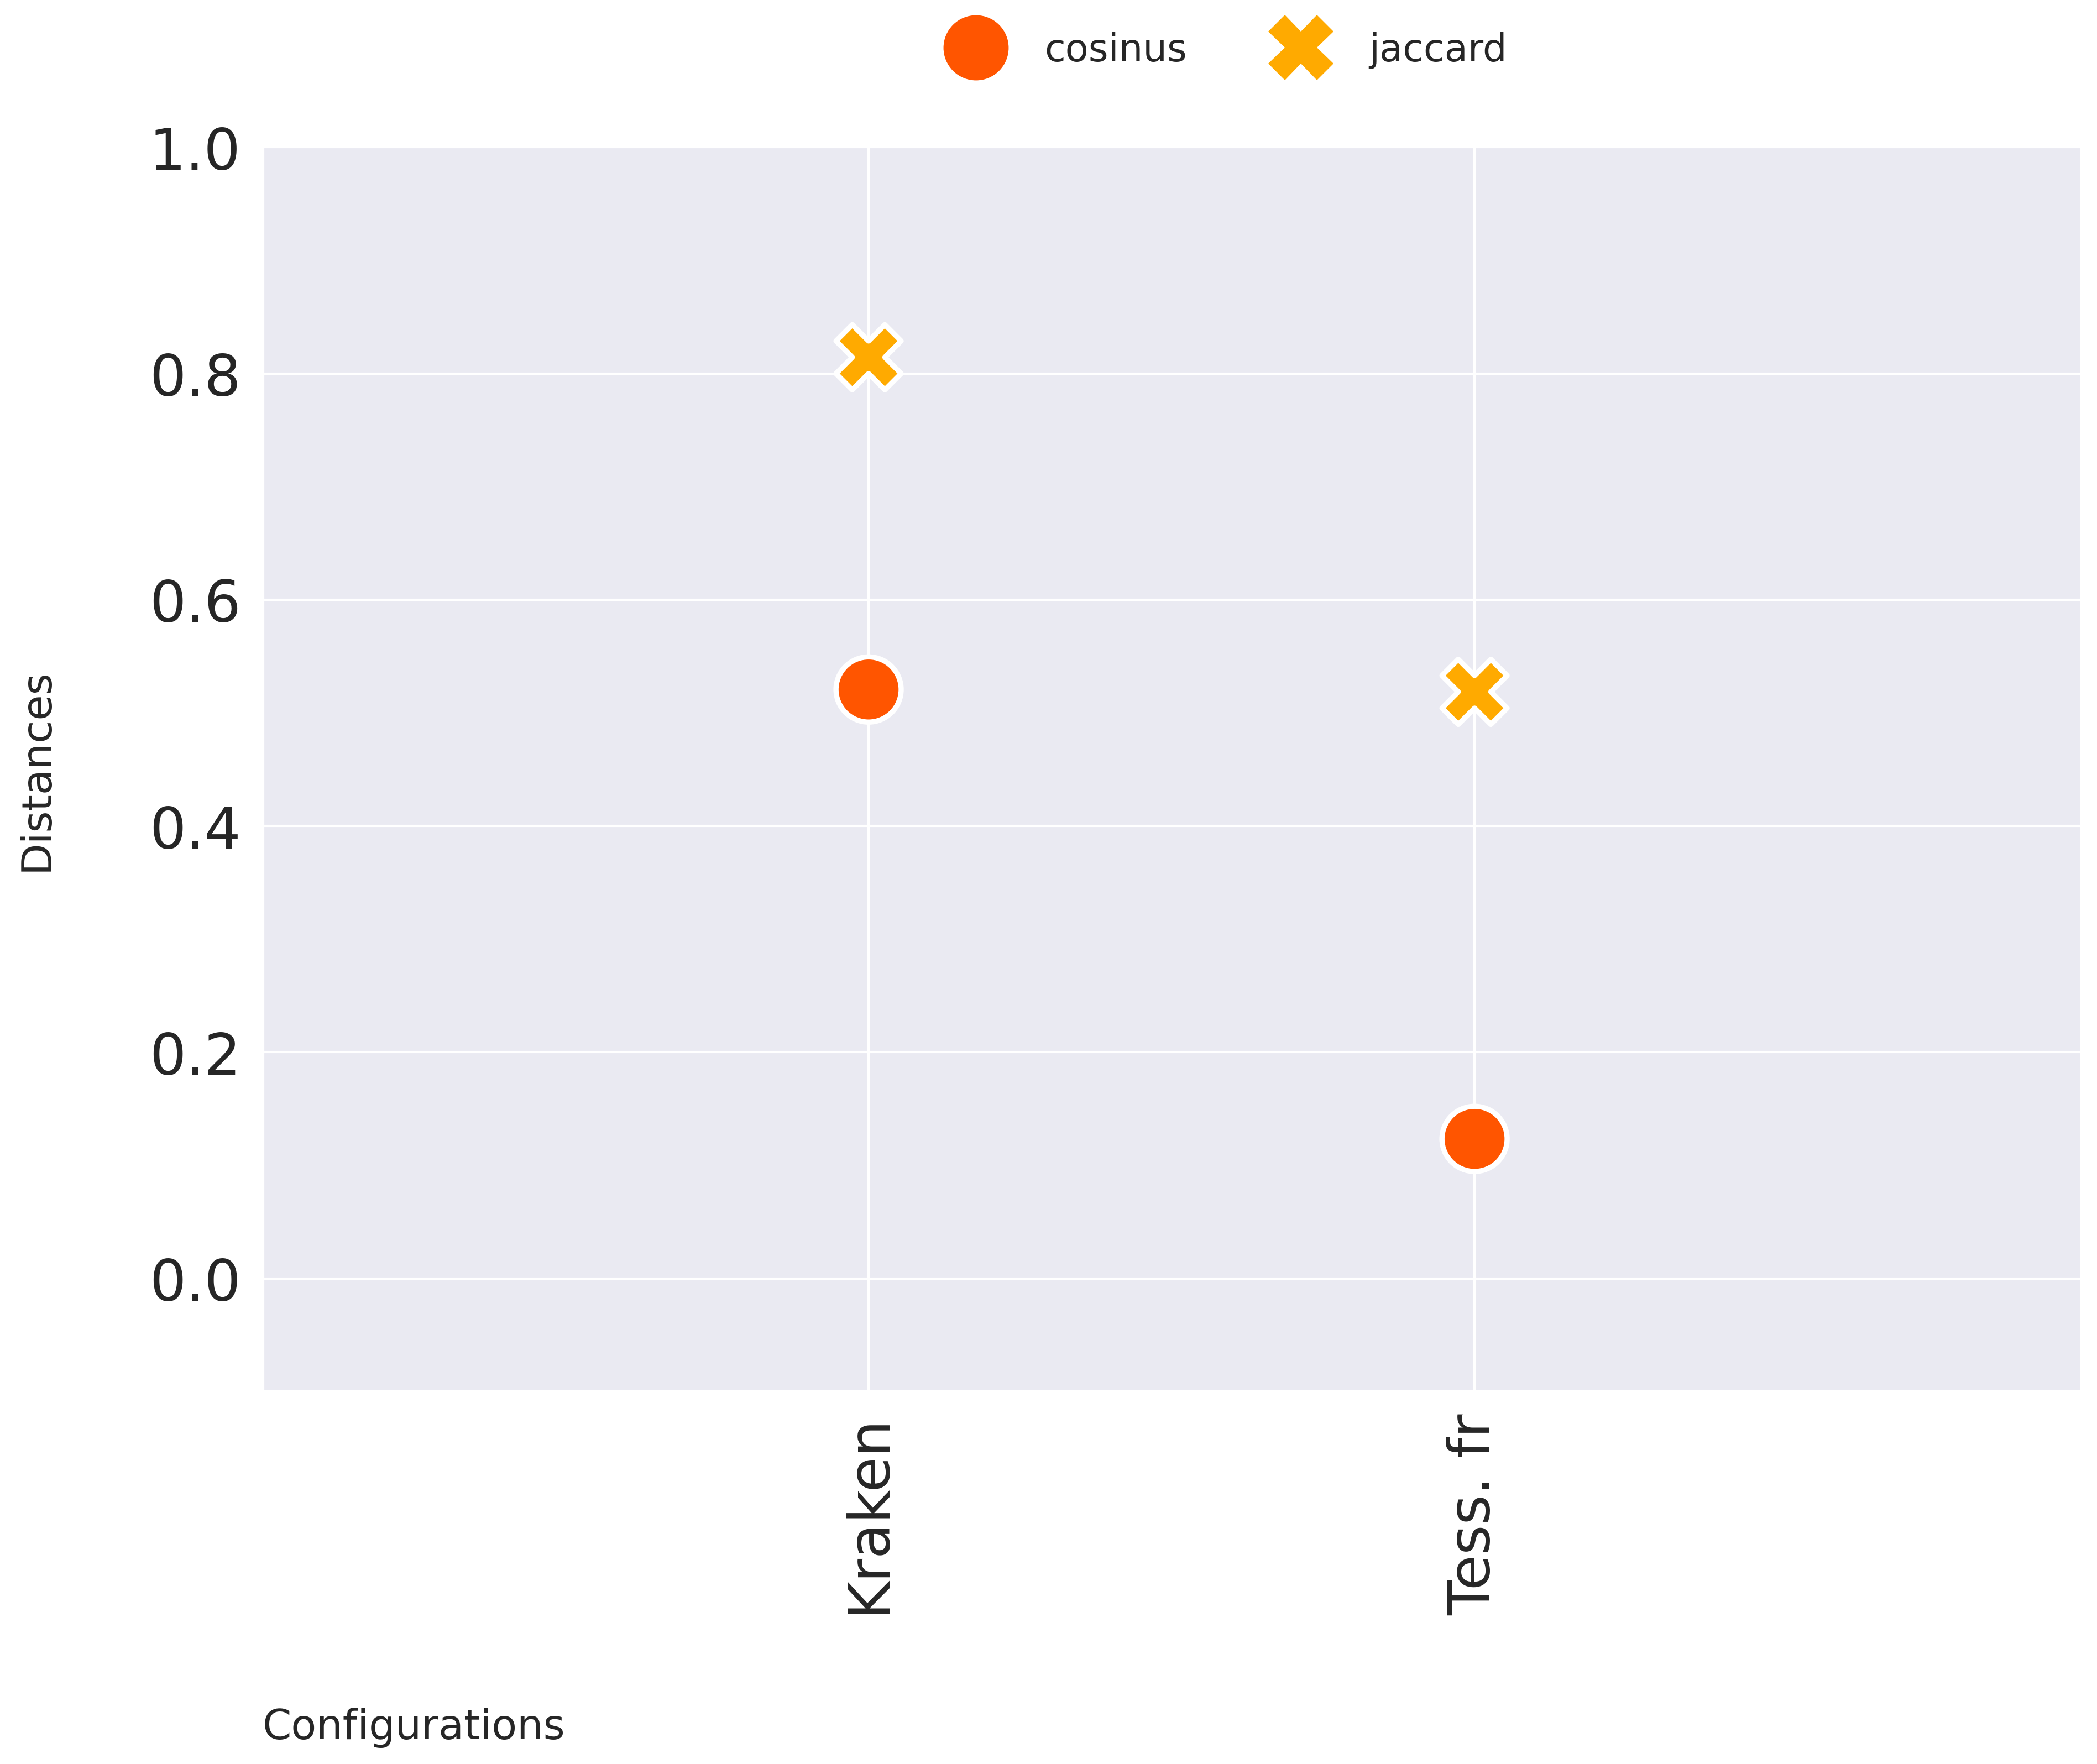 cosinus
jaccard
1.0
0.8
0.6
0.4
0.2
0.0
Distances
Kraken
Tess. fr
Configurations